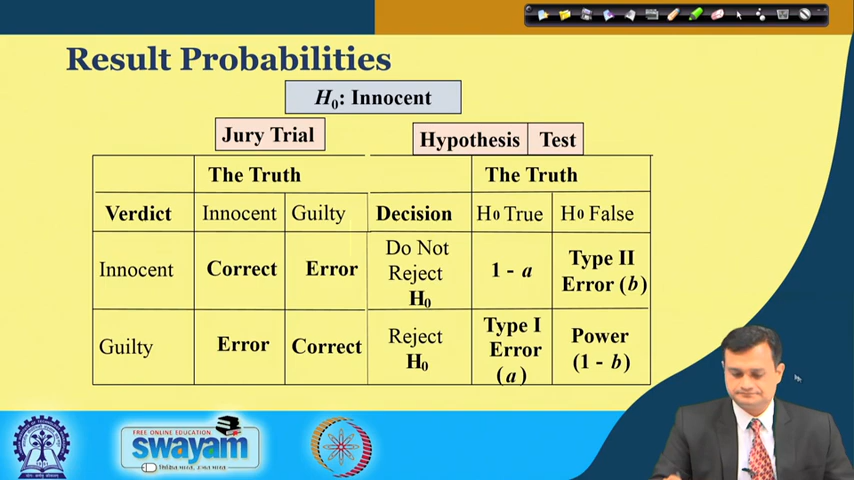 Result Probabilities
H0: Innocent
Jury Trial
Hypothesis Test
The Truth
The Truth
Verdict Innocent Guilty Decision H0 True H0 False
Innocent Correct Error Do Not Reject H0 1 - a Type II Error (b)
Guilty Error Correct Reject H0 Type I Error (a) Power (1 - b)
FREE ONLINE EDUCATION
swayam